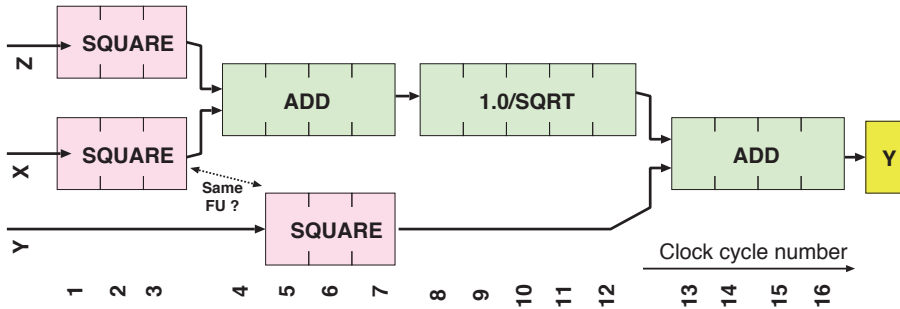 SQUARE
Z
ADD
1.0/SQRT
SQUARE
X
ADD
Y
Same
FU ?
SQUARE
Y
Clock cycle number
1 2 3 4 5 6 7 8 9 10 11 12 13 14 15 16